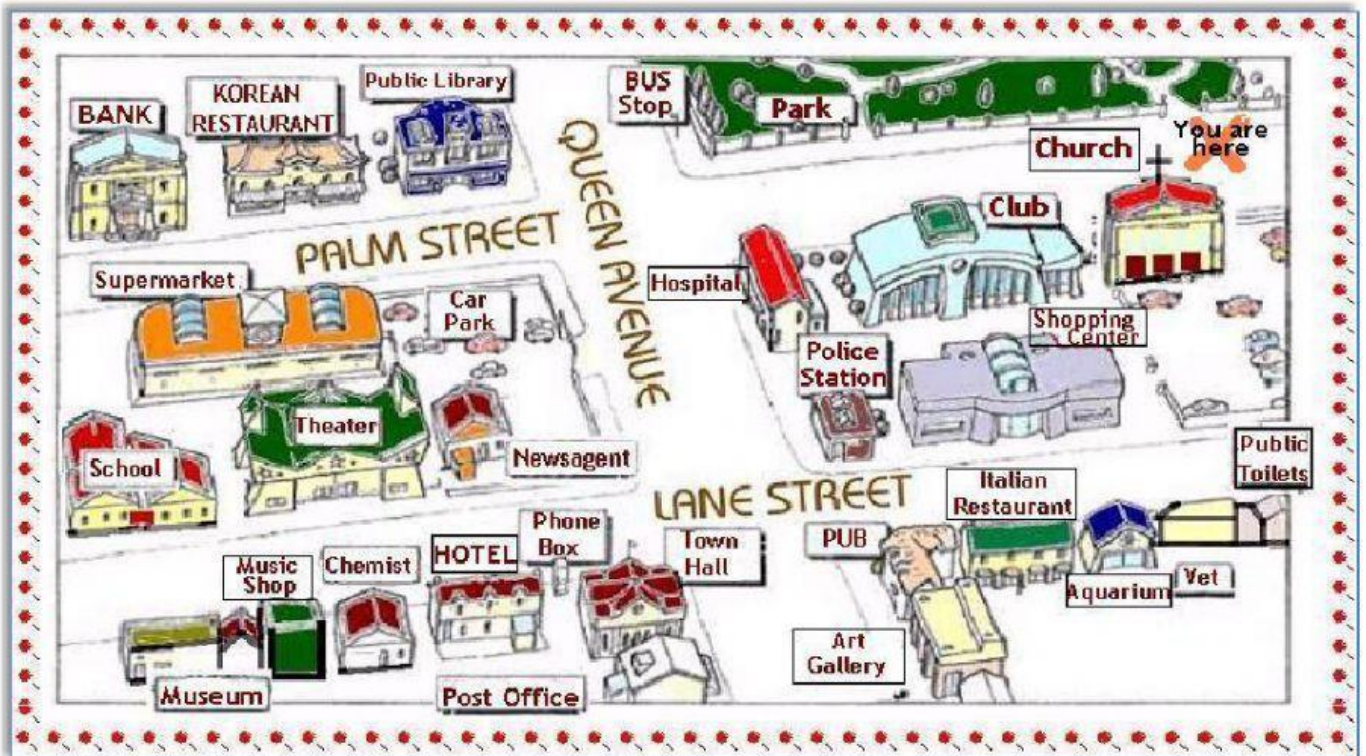 BANK
KOREAN
RESTAURANT
Public Library
BUS
Stop
Park
You are
here
Church
QUEEN AVENUE
Club
PALM STREET
Supermarket
Hospital
Car
Park
Shopping
Center
Police
Station
Theater
School
Newsagent
Public
Toilets
LANE STREET
Italian
Restaurant
Phone
Box
Town
Hall
PUB
Music
Shop
Chemist
HOTEL
Aquarium
Vet
Art
Gallery
Museum
Post Office